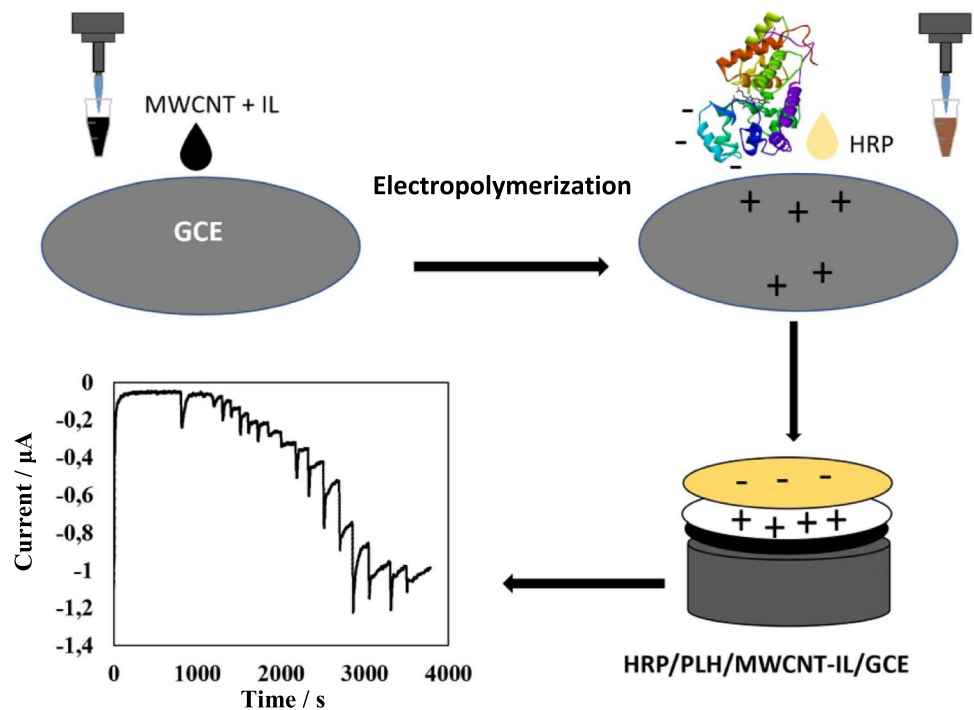 MWCNT + IL
GCE
Electropolymerization
- 
-
-
HRP
+ + +
+ +
0
-0,2
-0,4
-0,6
-0,8
-1
-1,2
-1,4
Current / µA
0 1000 2000 3000 4000
Time / s
- - -
+ + + +
HRP/PLH/MWCNT-IL/GCE